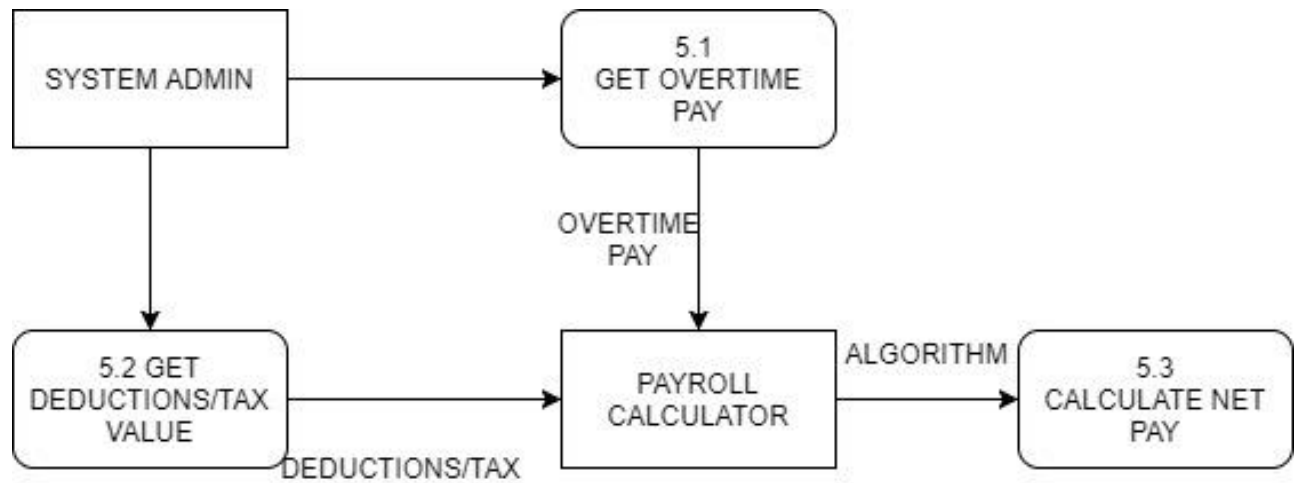 SYSTEM ADMIN
5.1
GET OVERTIME
PAY
OVERTIME
PAY
5.2 GET
DEDUCTIONS/TAX
VALUE
DEDUCTIONS/TAX
PAYROLL
CALCULATOR
ALGORITHM
5.3
CALCULATE NET
PAY